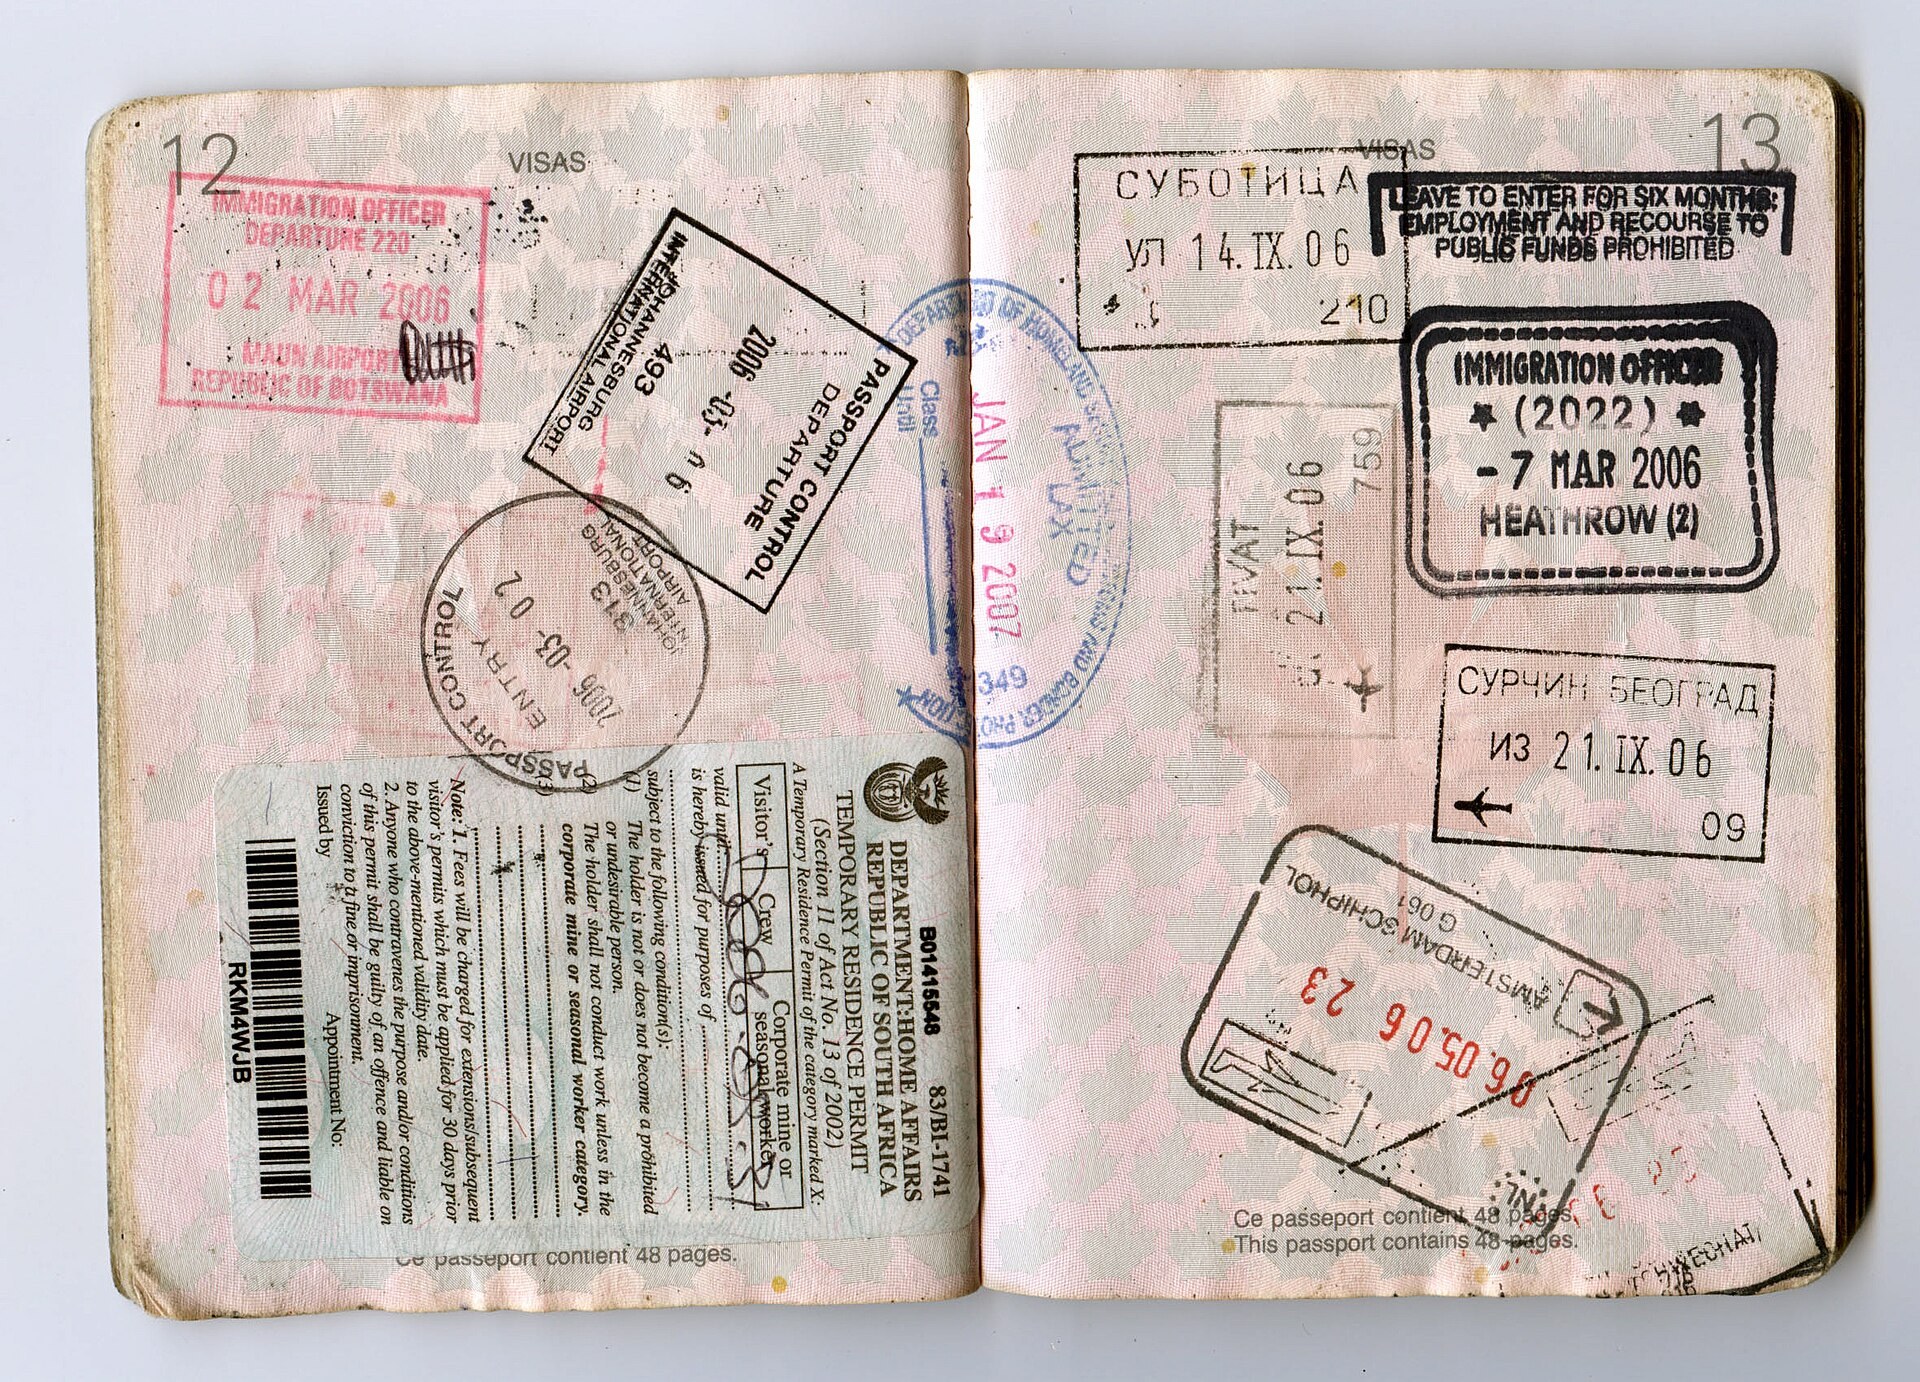 12
VISAS
IMMIGRATION OFFICER
DEPARTURE 220
02 MAR 2006
MAUN AIRPORT
REPUBLIC OF BOTSWANA
PASSPORT CONTROL
DEPARTURE
2006 -03- 06
493
JOHANNESBURG
INTERNATIONAL AIRPORT
PASSPORT CONTROL
ENTRY
2006 -03- 02
313
JOHANNESBURG
INTERNATIONAL
AIRPORT
B01415548
83/BI-1741
DEPARTMENT:HOME AFFAIRS
REPUBLIC OF SOUTH AFRICA
TEMPORARY RESIDENCE PERMIT
(Section 11 of Act No. 13 of 2002)
A Temporary Residence Permit of the category marked X:
Visitor's
Crew
Corporate mine or
seasonal worker
valid until
is hereby issued for purposes of
subject to the following condition(s):
(1) The holder is not or does not become a prohibited
or undesirable person.
(2) The holder shall not conduct work unless in the
corporate mine or seasonal worker category.
(3)
Note: 1. Fees will be charged for extensions/subsequent
visitor's permits which must be applied for 30 days prior
to the above-mentioned validity date.
2. Anyone who contravenes the purpose and/or conditions
of this permit shall be guilty of an offence and liable on
conviction to a fine or imprisonment.
Issued by
Appointment No:
RKM4WJB
Ce passeport contient 48 pages.
DEPARTMENT OF HOMELAND
ADMITTED
LAX
JAN 19 2007
Class
Until
349
13
VISAS
СУБОТИЦА
УЛ 14. IX. 06
210
LEAVE TO ENTER FOR SIX MONTHS:
EMPLOYMENT AND RECOURSE TO
PUBLIC FUNDS PROHIBITED
IMMIGRATION OFFICER
★ (2022) ★
- 7 MAR 2006
HEATHROW (2)
759
21. IX. 06
СУРЧИН БЕОГРАД
ИЗ 21. IX. 06
09
NL
06.05.06 23
AMSTERDAM SCHIPHOL
G 061
Ce passeport contient 48 pages.
This passport contains 48 pages.